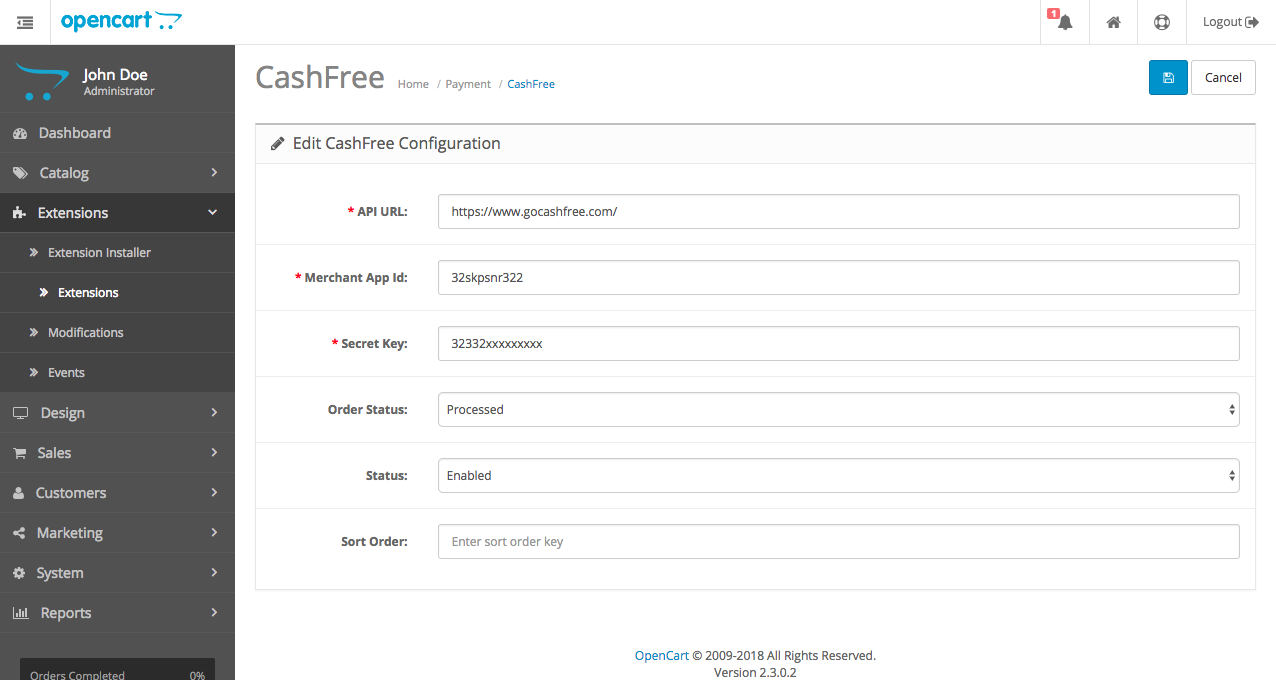 opencart
1
Logout
John Doe
Administrator
CashFree
Home / Payment / CashFree
Cancel
Dashboard
Catalog
Extensions
Extension Installer
Extensions
Modifications
Events
Design
Sales
Customers
Marketing
System
Reports
Orders Completed 0%
Edit CashFree Configuration
* API URL: https://www.gocashfree.com/
* Merchant App Id: 32skpsnr322
* Secret Key: 32332xxxxxxxxx
Order Status: Processed
Status: Enabled
Sort Order: Enter sort order key
OpenCart © 2009-2018 All Rights Reserved.
Version 2.3.0.2